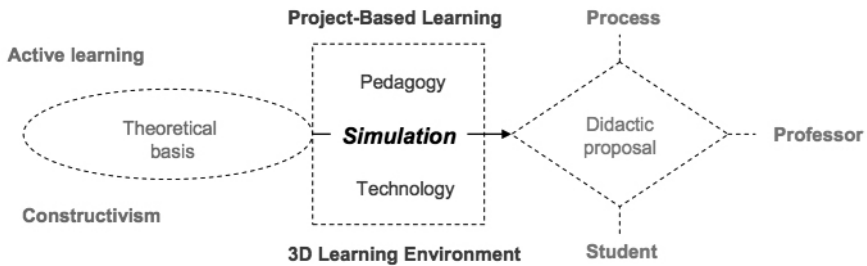 Project-Based Learning
Process
Active learning
Pedagogy
Theoretical
basis
Simulation
Didactic
proposal
Professor
Technology
Constructivism
3D Learning Environment
Student